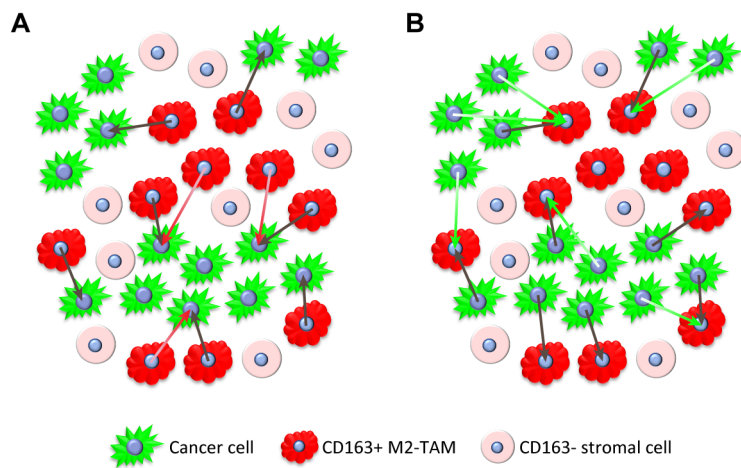 A
B
Cancer cell
CD163+ M2-TAM
CD163- stromal cell